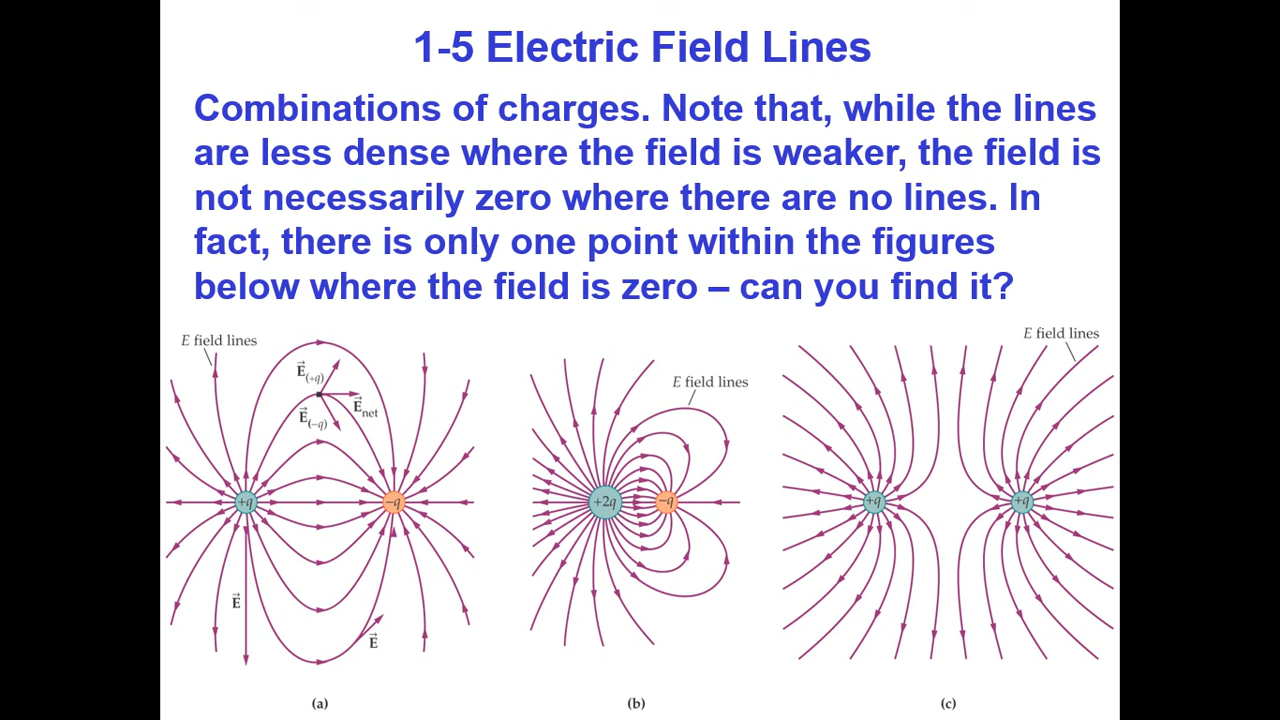 1-5 Electric Field Lines
Combinations of charges. Note that, while the lines
are less dense where the field is weaker, the field is
not necessarily zero where there are no lines. In
fact, there is only one point within the figures
below where the field is zero – can you find it?
E field lines
E⃗(+q)
E⃗net
E⃗(−q)
+q
−q
E⃗
E⃗
(a)
E field lines
+2q
−q
(b)
E field lines
+q
+q
(c)